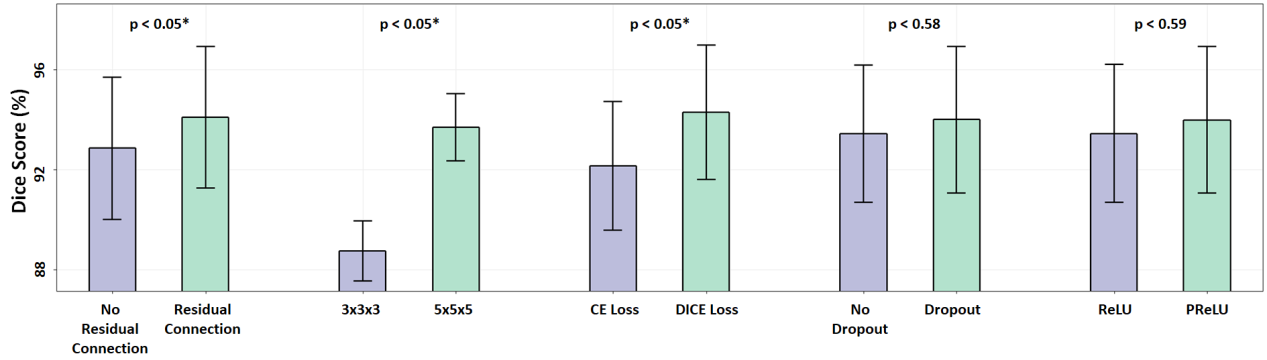 p < 0.05*
p < 0.05*
p < 0.05*
p < 0.58
p < 0.59
Dice Score (%)
96
92
88
No
Residual
Connection
Residual
Connection
3x3x3
5x5x5
CE Loss
DICE Loss
No
Dropout
Dropout
ReLU
PReLU